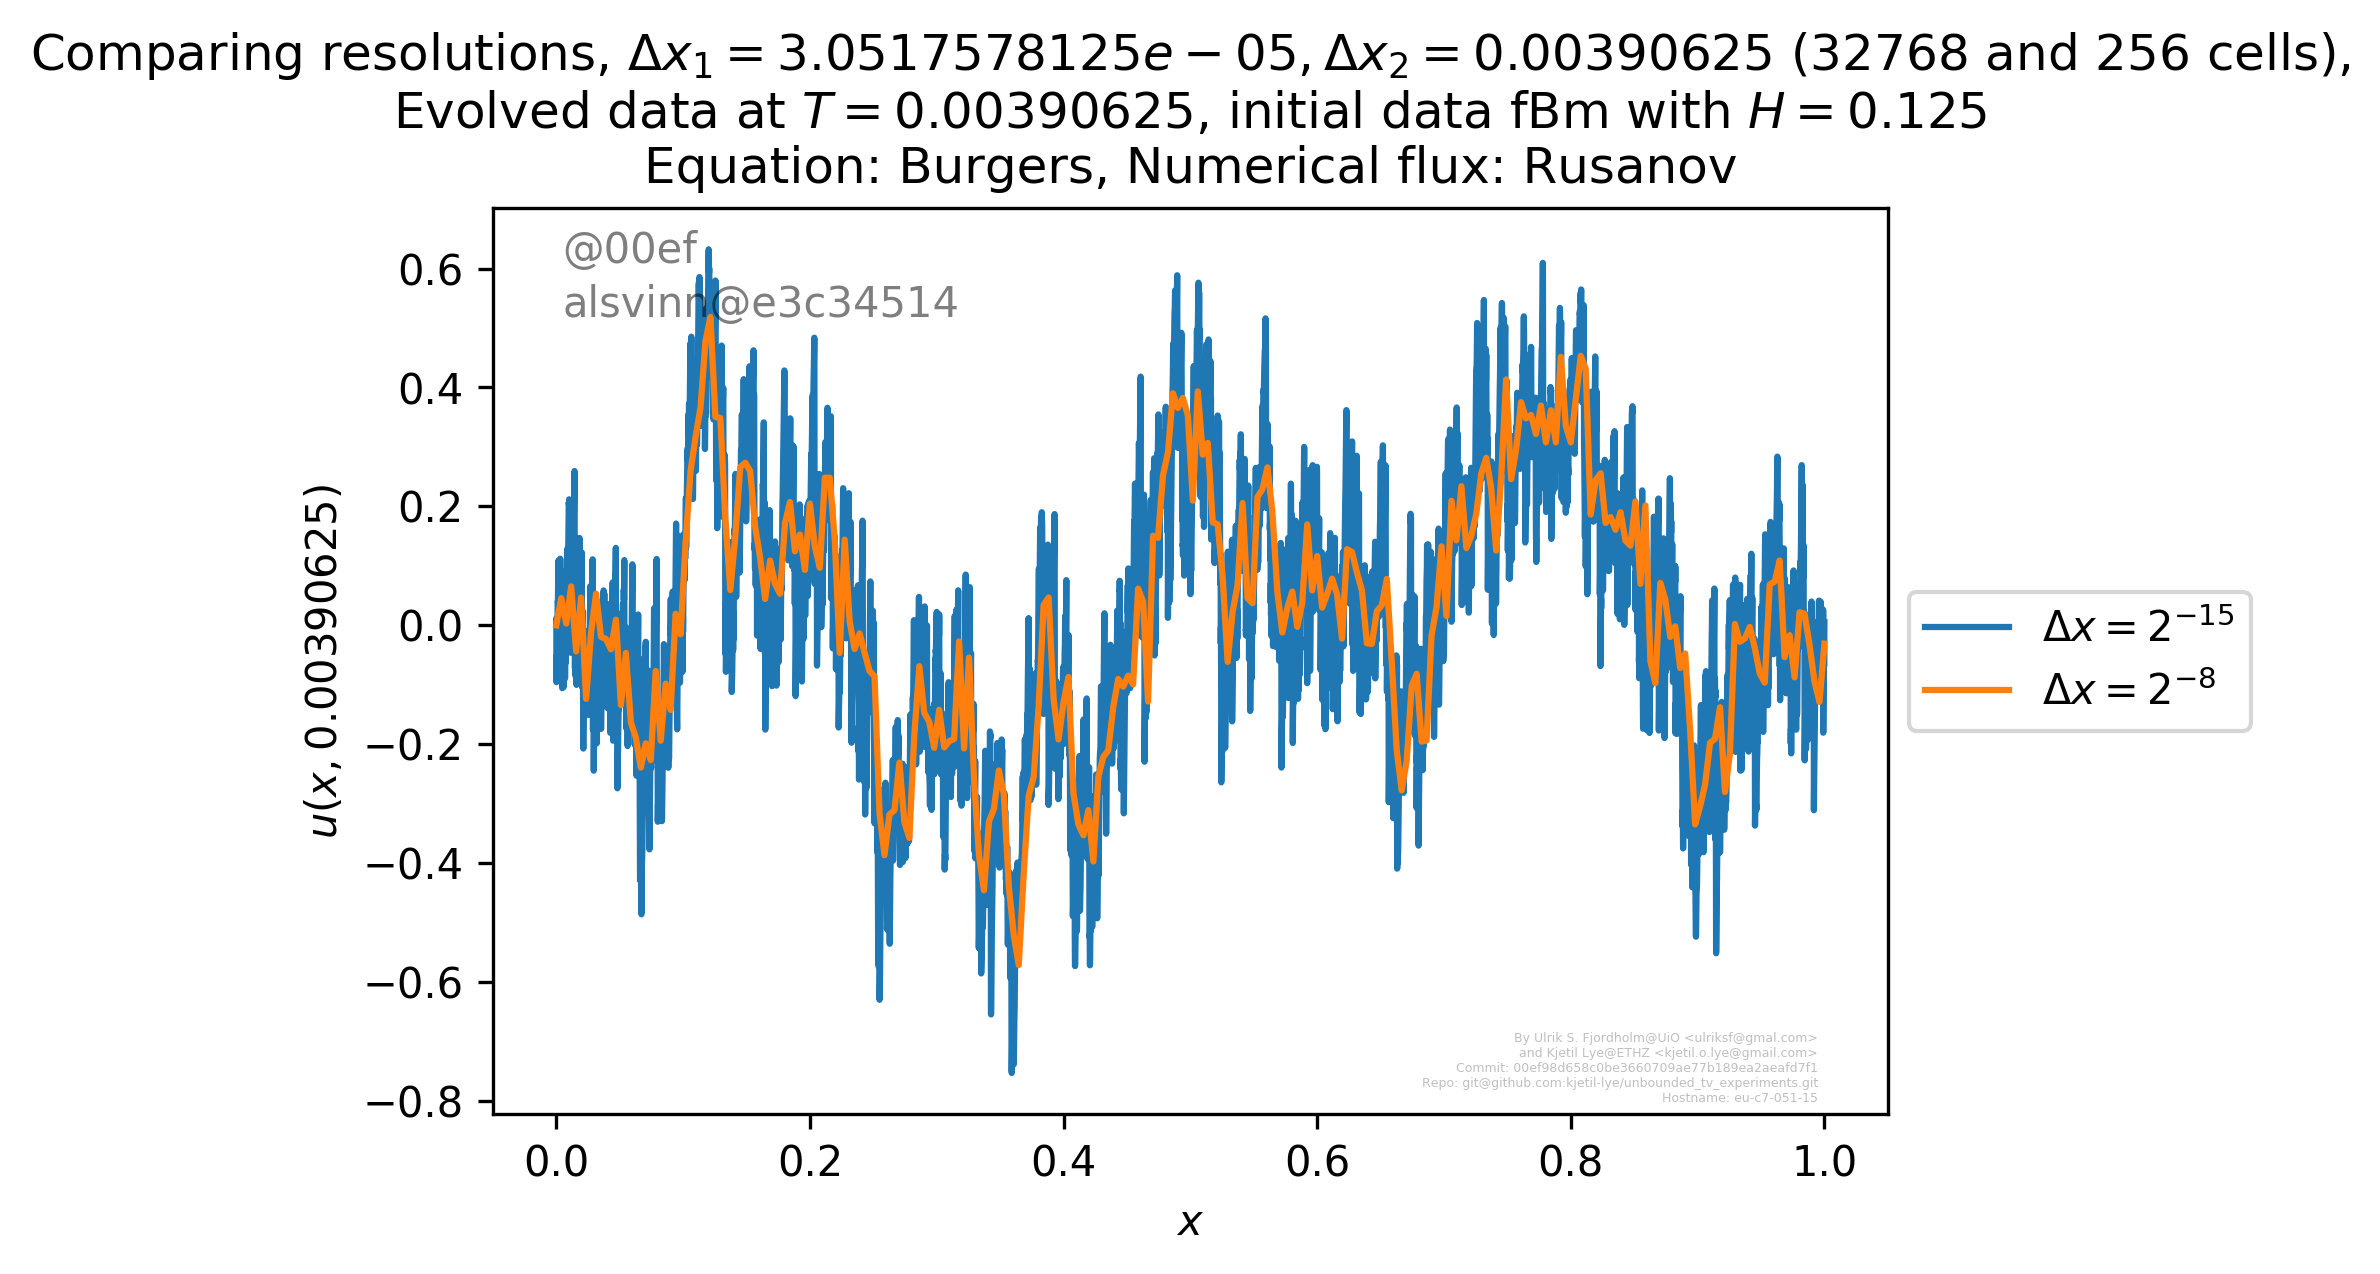 Comparing resolutions, Δx₁ = 3.0517578125e − 05, Δx₂ = 0.00390625 (32768 and 256 cells),
Evolved data at T = 0.00390625, initial data fBm with H = 0.125
Equation: Burgers, Numerical flux: Rusanov
@00ef
alsvinn@e3c34514
0.6
0.4
0.2
0.0
−0.2
−0.4
−0.6
−0.8
u(x, 0.00390625)
Δx = 2⁻¹⁵
Δx = 2⁻⁸
By Ulrik S. Fjordholm@UiO <ulriksf@gmal.com>
and Kjetil Lye@ETHZ <kjetil.o.lye@gmail.com>
Commit: 00ef98d658c0be3660709ae77b189ea2aeafd7f1
Repo: git@github.com:kjetil-lye/unbounded_tv_experiments.git
Hostname: eu-c7-051-15
0.0 0.2 0.4 0.6 0.8 1.0
x